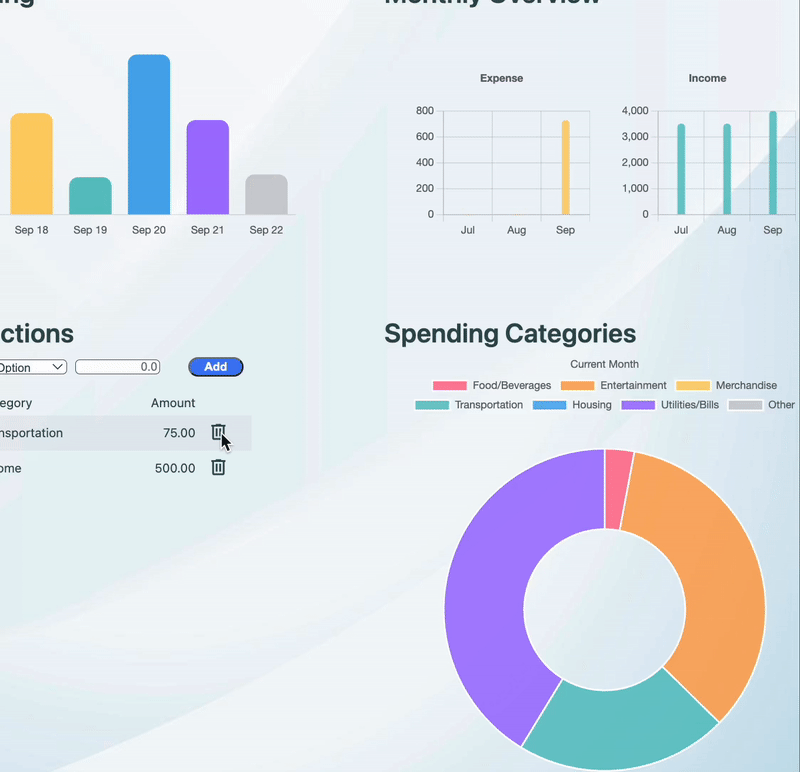 Monthly Overview
Expense
Income
800
600
400
200
0
Jul Aug Sep
4,000
3,000
2,000
1,000
0
Jul Aug Sep
Sep 18 Sep 19 Sep 20 Sep 21 Sep 22
ctions
Option 0.0 Add
egory Amount
nsportation 75.00
ome 500.00
Spending Categories
Current Month
Food/Beverages Entertainment Merchandise
Transportation Housing Utilities/Bills Other